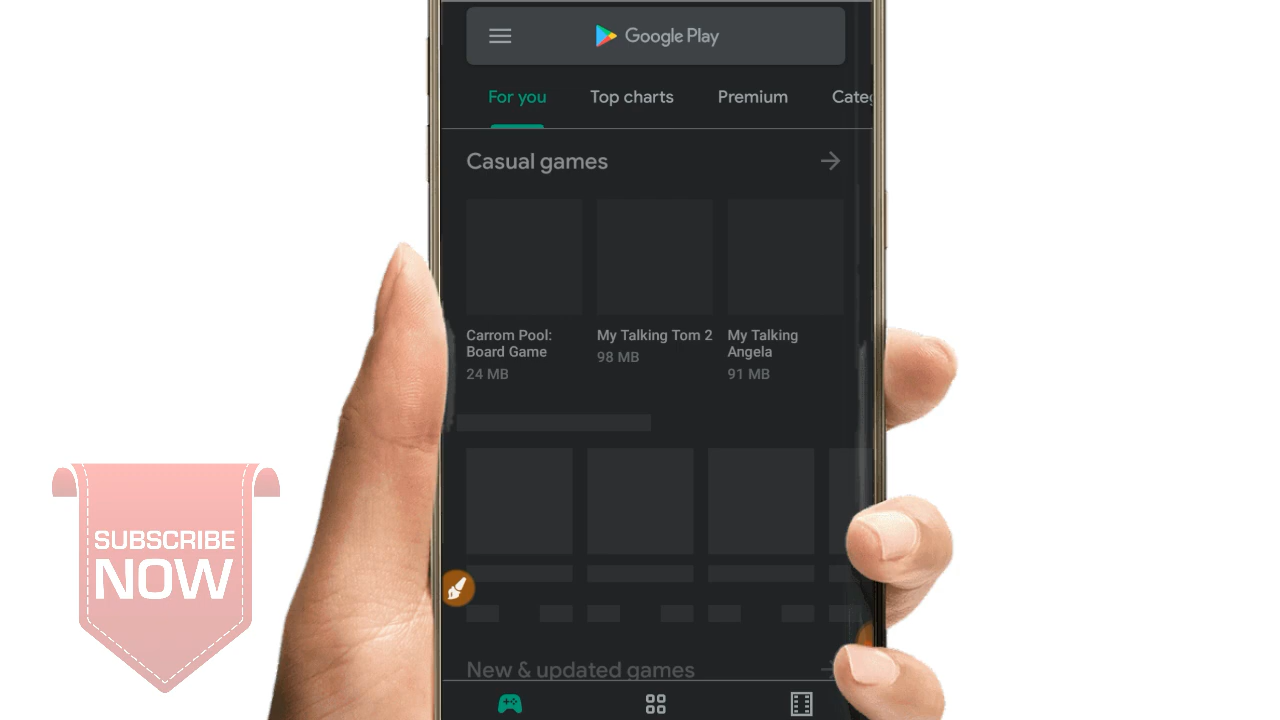 Google Play
For you
Top charts
Premium
Casual games
Carrom Pool:
Board Game
24 MB
My Talking Tom 2
98 MB
My Talking
Angela
91 MB
SUBSCRIBE
NOW
New & updated games